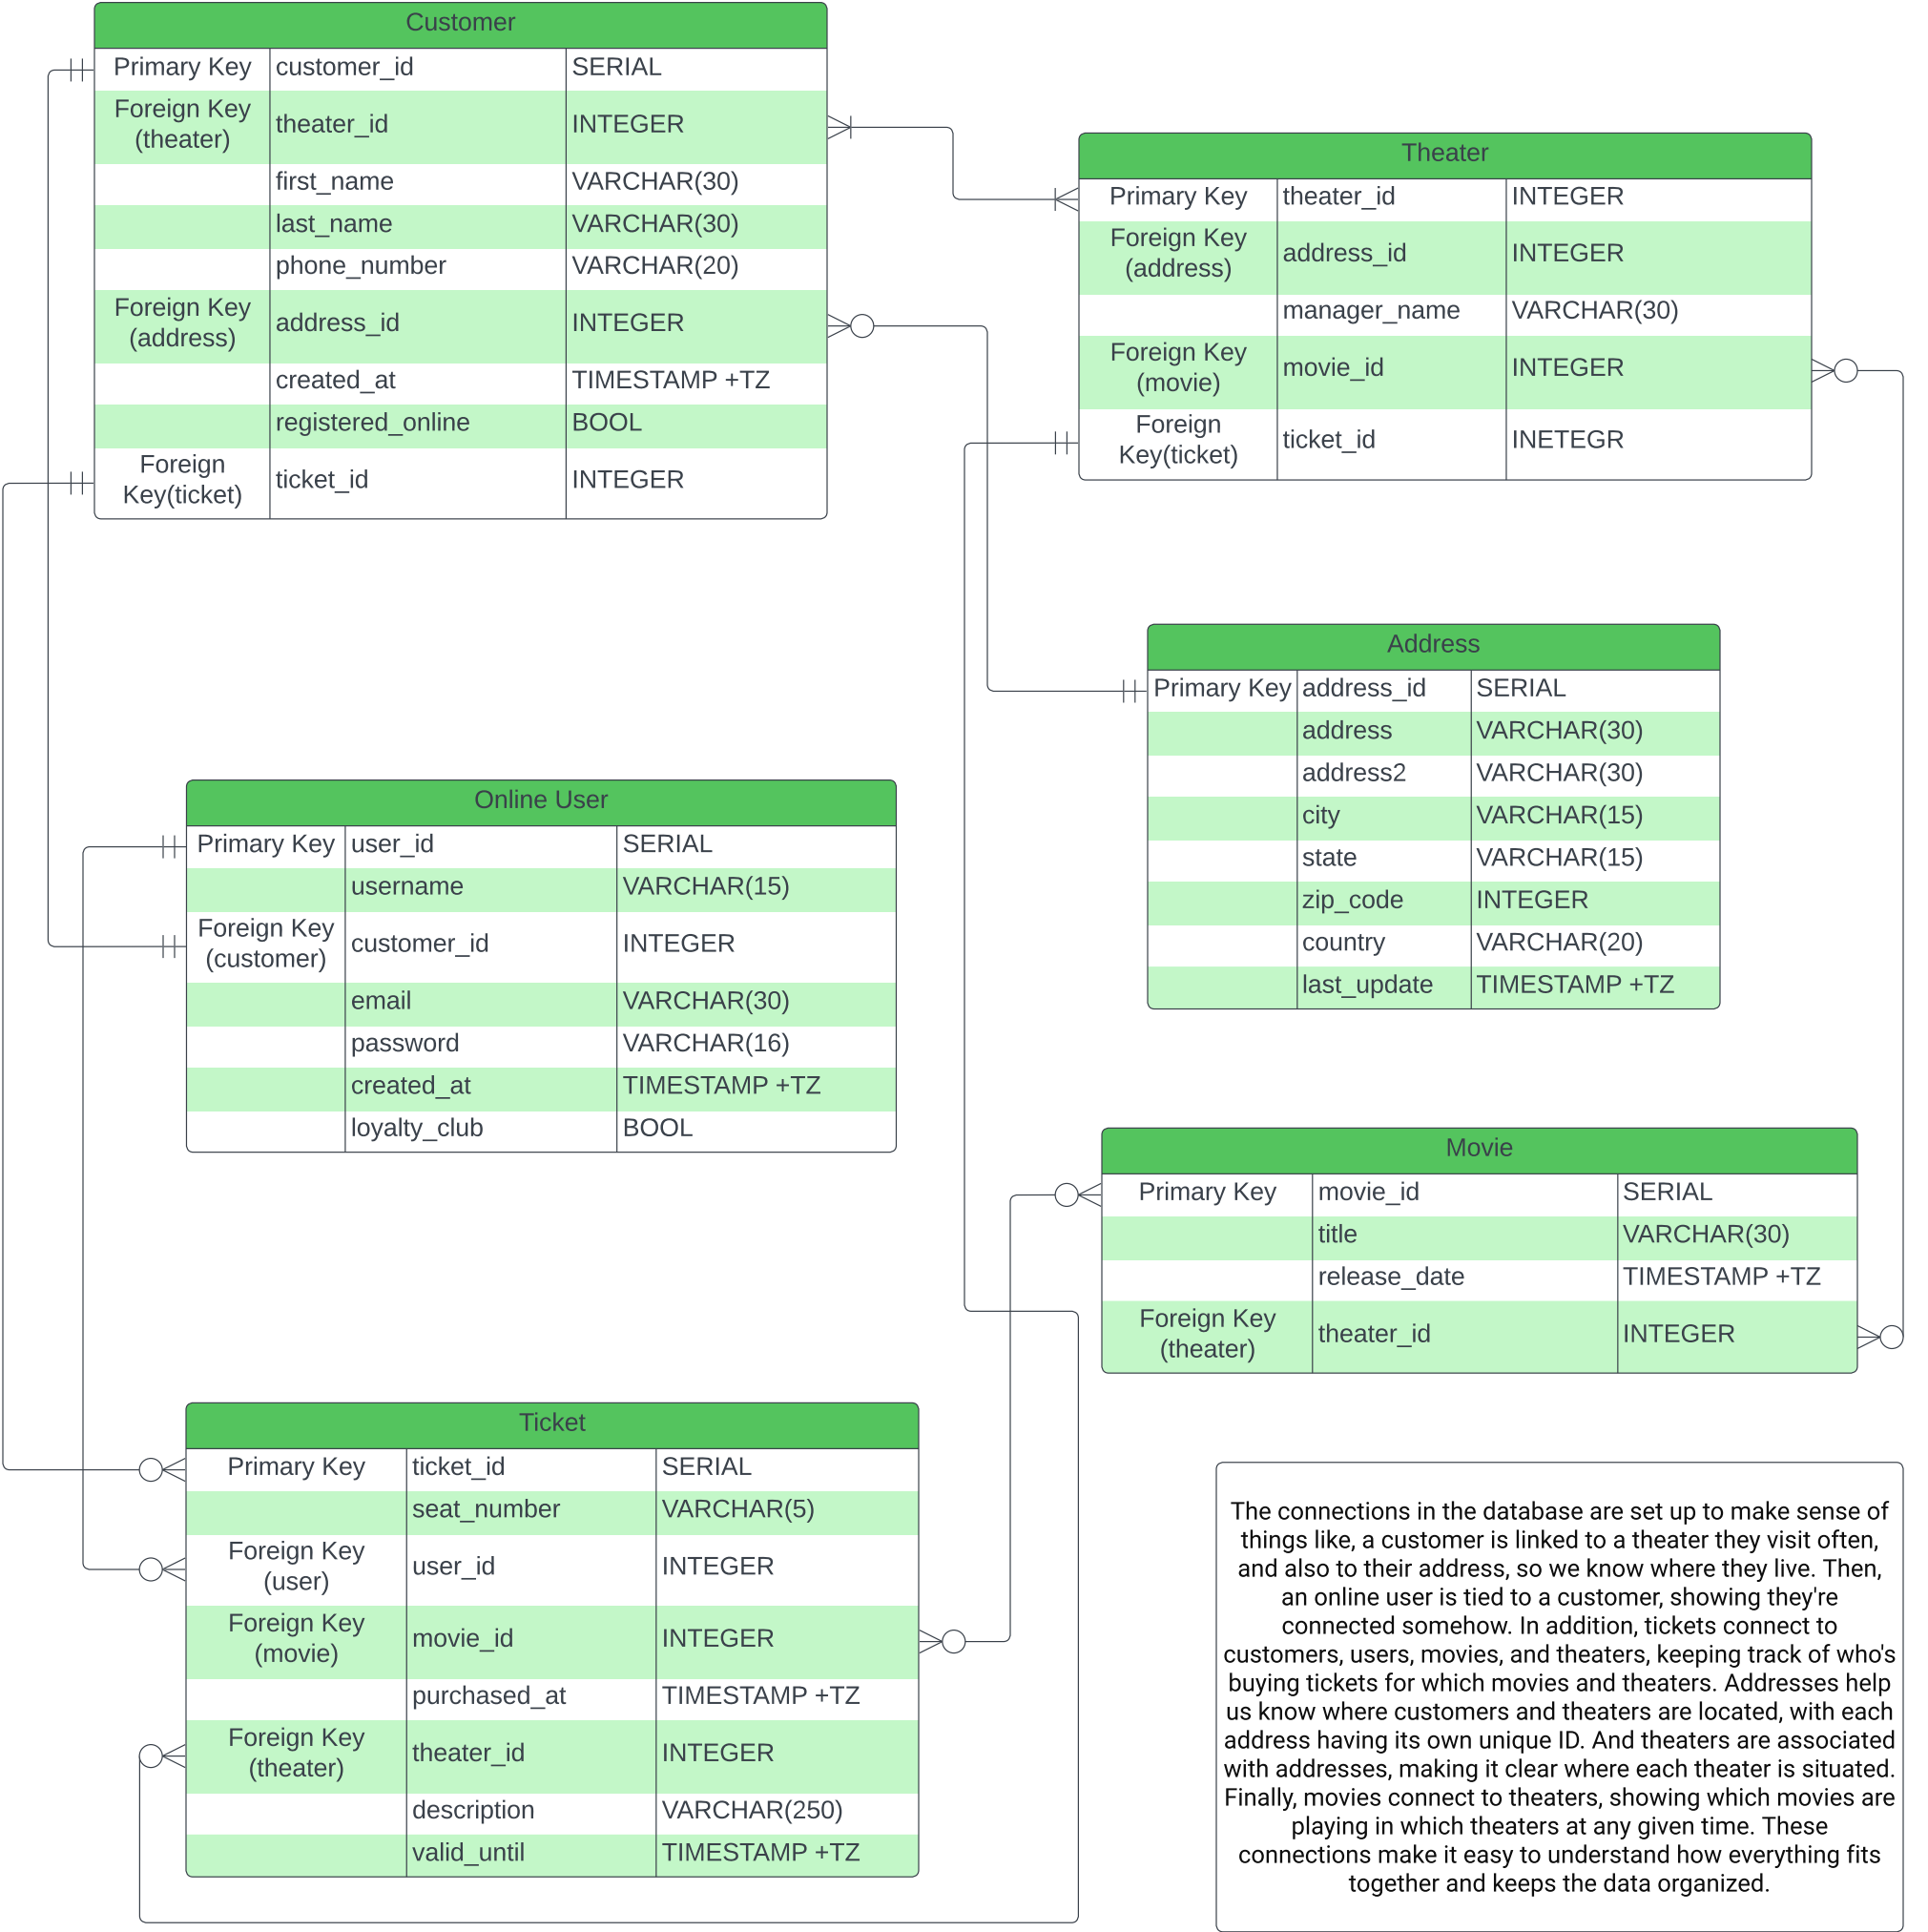 Customer
Primary Key customer_id SERIAL
Foreign Key
(theater) theater_id INTEGER
first_name VARCHAR(30)
last_name VARCHAR(30)
phone_number VARCHAR(20)
Foreign Key
(address) address_id INTEGER
created_at TIMESTAMP +TZ
registered_online BOOL
Foreign
Key(ticket) ticket_id INTEGER
Theater
Primary Key theater_id INTEGER
Foreign Key
(address) address_id INTEGER
manager_name VARCHAR(30)
Foreign Key
(movie) movie_id INTEGER
Foreign
Key(ticket) ticket_id INETEGR
Address
Primary Key address_id SERIAL
address VARCHAR(30)
address2 VARCHAR(30)
city VARCHAR(15)
state VARCHAR(15)
zip_code INTEGER
country VARCHAR(20)
last_update TIMESTAMP +TZ
Online User
Primary Key user_id SERIAL
username VARCHAR(15)
Foreign Key
(customer) customer_id INTEGER
email VARCHAR(30)
password VARCHAR(16)
created_at TIMESTAMP +TZ
loyalty_club BOOL
Movie
Primary Key movie_id SERIAL
title VARCHAR(30)
release_date TIMESTAMP +TZ
Foreign Key
(theater) theater_id INTEGER
Ticket
Primary Key ticket_id SERIAL
seat_number VARCHAR(5)
Foreign Key
(user) user_id INTEGER
Foreign Key
(movie) movie_id INTEGER
purchased_at TIMESTAMP +TZ
Foreign Key
(theater) theater_id INTEGER
description VARCHAR(250)
valid_until TIMESTAMP +TZ
The connections in the database are set up to make sense of
things like, a customer is linked to a theater they visit often,
and also to their address, so we know where they live. Then,
an online user is tied to a customer, showing they're
connected somehow. In addition, tickets connect to
customers, users, movies, and theaters, keeping track of who's
buying tickets for which movies and theaters. Addresses help
us know where customers and theaters are located, with each
address having its own unique ID. And theaters are associated
with addresses, making it clear where each theater is situated.
Finally, movies connect to theaters, showing which movies are
playing in which theaters at any given time. These
connections make it easy to understand how everything fits
together and keeps the data organized.